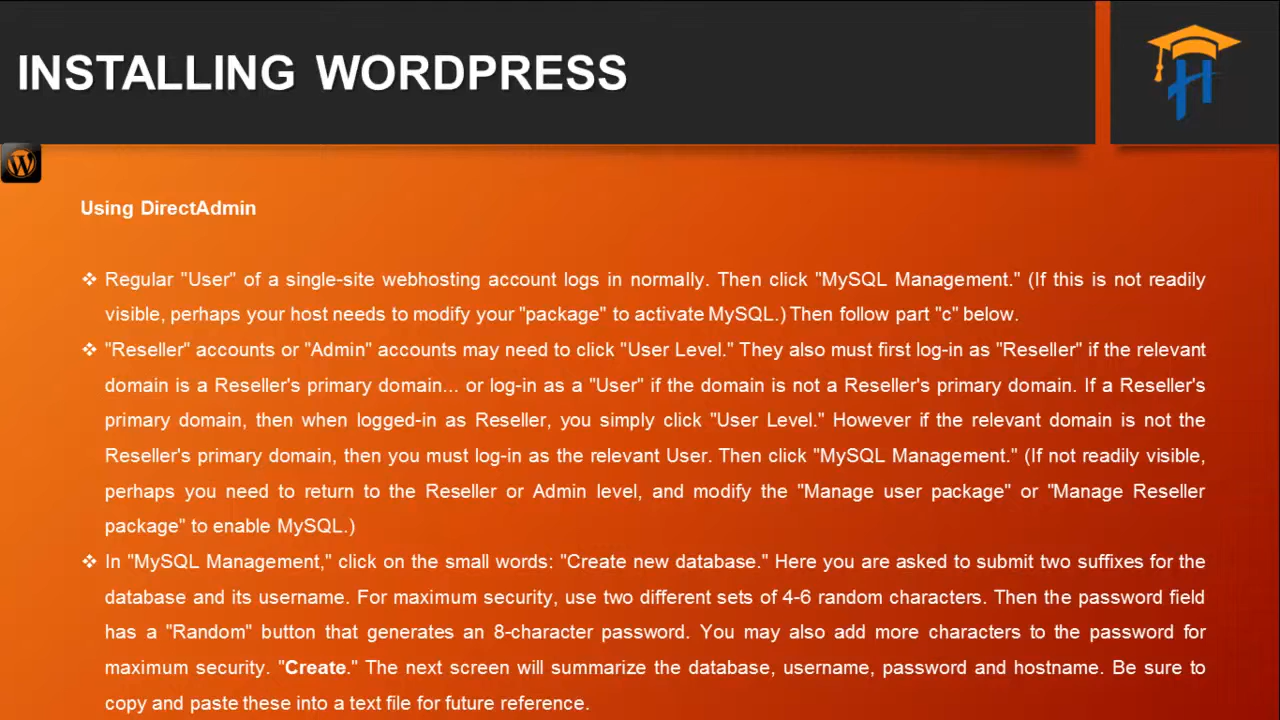 INSTALLING WORDPRESS
Using DirectAdmin
❖ Regular "User" of a single-site webhosting account logs in normally. Then click "MySQL Management." (If this is not readily
visible, perhaps your host needs to modify your "package" to activate MySQL.) Then follow part "c" below.
❖ "Reseller" accounts or "Admin" accounts may need to click "User Level." They also must first log-in as "Reseller" if the relevant
domain is a Reseller's primary domain... or log-in as a "User" if the domain is not a Reseller's primary domain. If a Reseller's
primary domain, then when logged-in as Reseller, you simply click "User Level." However if the relevant domain is not the
Reseller's primary domain, then you must log-in as the relevant User. Then click "MySQL Management." (If not readily visible,
perhaps you need to return to the Reseller or Admin level, and modify the "Manage user package" or "Manage Reseller
package" to enable MySQL.)
❖ In "MySQL Management," click on the small words: "Create new database." Here you are asked to submit two suffixes for the
database and its username. For maximum security, use two different sets of 4-6 random characters. Then the password field
has a "Random" button that generates an 8-character password. You may also add more characters to the password for
maximum security. "Create." The next screen will summarize the database, username, password and hostname. Be sure to
copy and paste these into a text file for future reference.